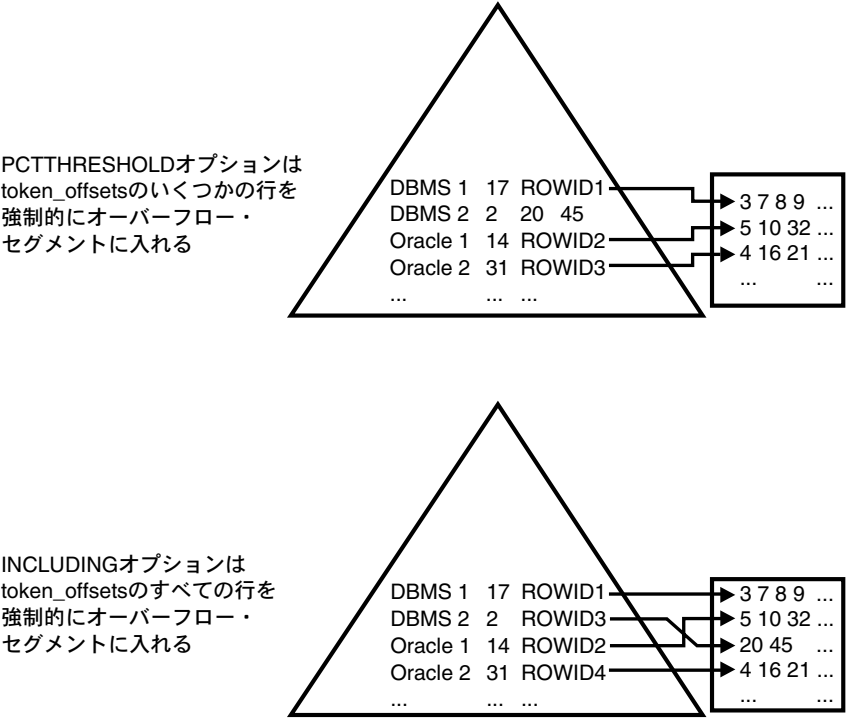 PCTTHRESHOLDオプションは
token_offsetsのいくつかの行を
強制的にオーバーフロー・
セグメントに入れる
DBMS 1 17 ROWID1
DBMS 2 2 20 45
Oracle 1 14 ROWID2
Oracle 2 31 ROWID3
... ... ...
3 7 8 9 ...
5 10 32 ...
4 16 21 ...
... ...
INCLUDINGオプションは
token_offsetsのすべての行を
強制的にオーバーフロー・
セグメントに入れる
DBMS 1 17 ROWID1
DBMS 2 2 ROWID3
Oracle 1 14 ROWID2
Oracle 2 31 ROWID4
... ... ...
3 7 8 9 ...
5 10 32 ...
20 45 ...
4 16 21 ...
... ...